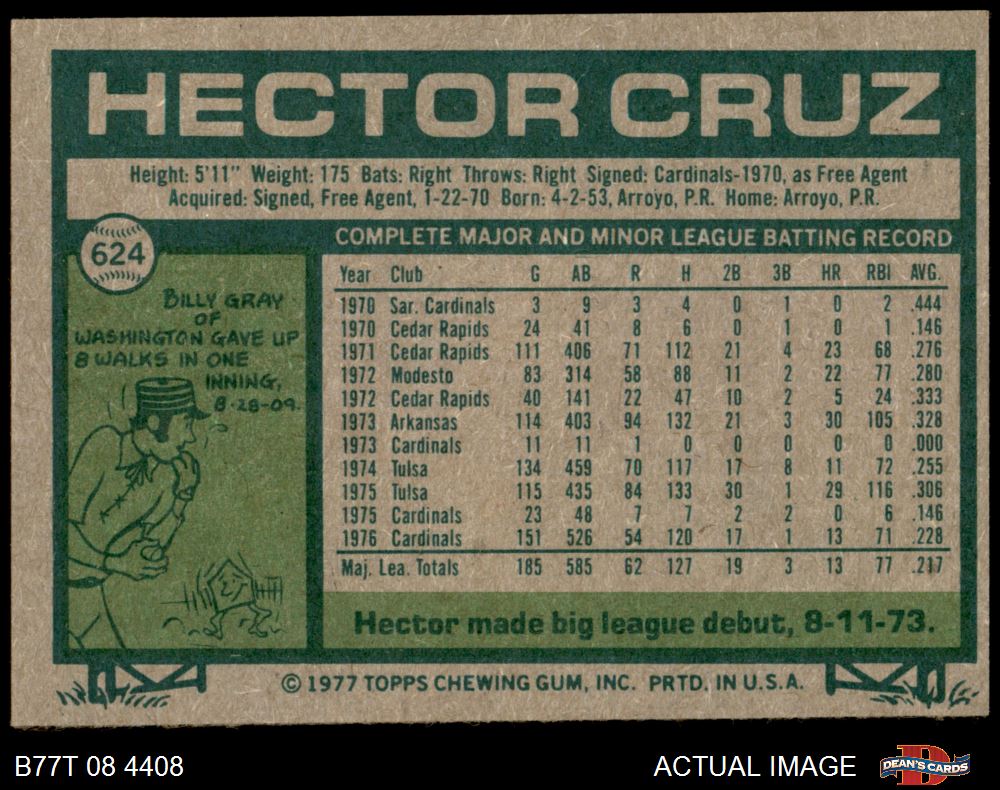 HECTOR CRUZ
Height: 5'11" Weight: 175 Bats: Right Throws: Right Signed: Cardinals-1970, as Free Agent
Acquired: Signed, Free Agent, 1-22-70 Born: 4-2-53, Arroyo, P.R. Home: Arroyo, P.R.
624
BILLY GRAY
OF
WASHINGTON GAVE UP
8 WALKS IN ONE
INNING,
8-28-09.
COMPLETE MAJOR AND MINOR LEAGUE BATTING RECORD
Year Club G AB R H 2B 3B HR RBI AVG.
1970 Sar. Cardinals 3 9 3 4 0 1 0 2 .444
1970 Cedar Rapids 24 41 8 6 0 1 0 1 .146
1971 Cedar Rapids 111 406 71 112 21 4 23 68 .276
1972 Modesto 83 314 58 88 11 2 22 77 .280
1972 Cedar Rapids 40 141 22 47 10 2 5 24 .333
1973 Arkansas 114 403 94 132 21 3 30 105 .328
1973 Cardinals 11 11 1 0 0 0 0 0 .000
1974 Tulsa 134 459 70 117 17 8 11 72 .255
1975 Tulsa 115 435 84 133 30 1 29 116 .306
1975 Cardinals 23 48 7 7 2 2 0 6 .146
1976 Cardinals 151 526 54 120 17 1 13 71 .228
Maj. Lea. Totals 185 585 62 127 19 3 13 77 .217
Hector made big league debut, 8-11-73.
© 1977 TOPPS CHEWING GUM, INC. PRTD. IN U.S.A.
B77T 08 4408
ACTUAL IMAGE
D
DEAN'S CARDS